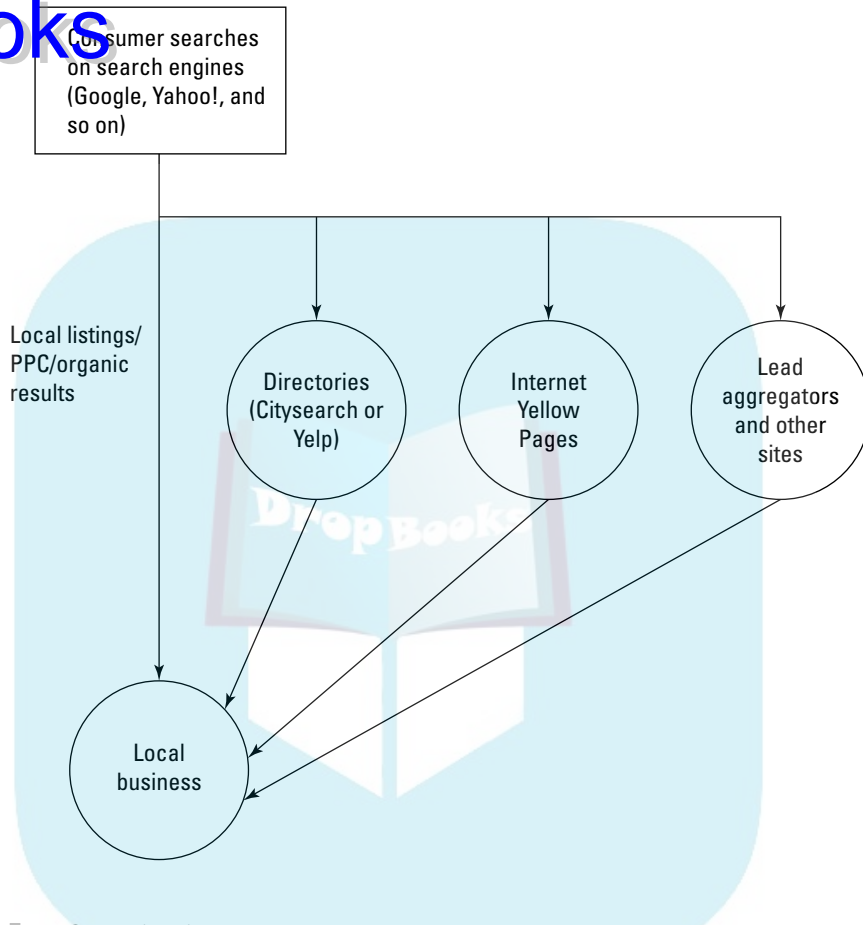 oks
Consumer searches
on search engines
(Google, Yahoo!, and
so on)
Local listings/
PPC/organic
results
Directories
(Citysearch or
Yelp)
Internet
Yellow
Pages
Lead
aggregators
and other
sites
DropBooks
Local
business